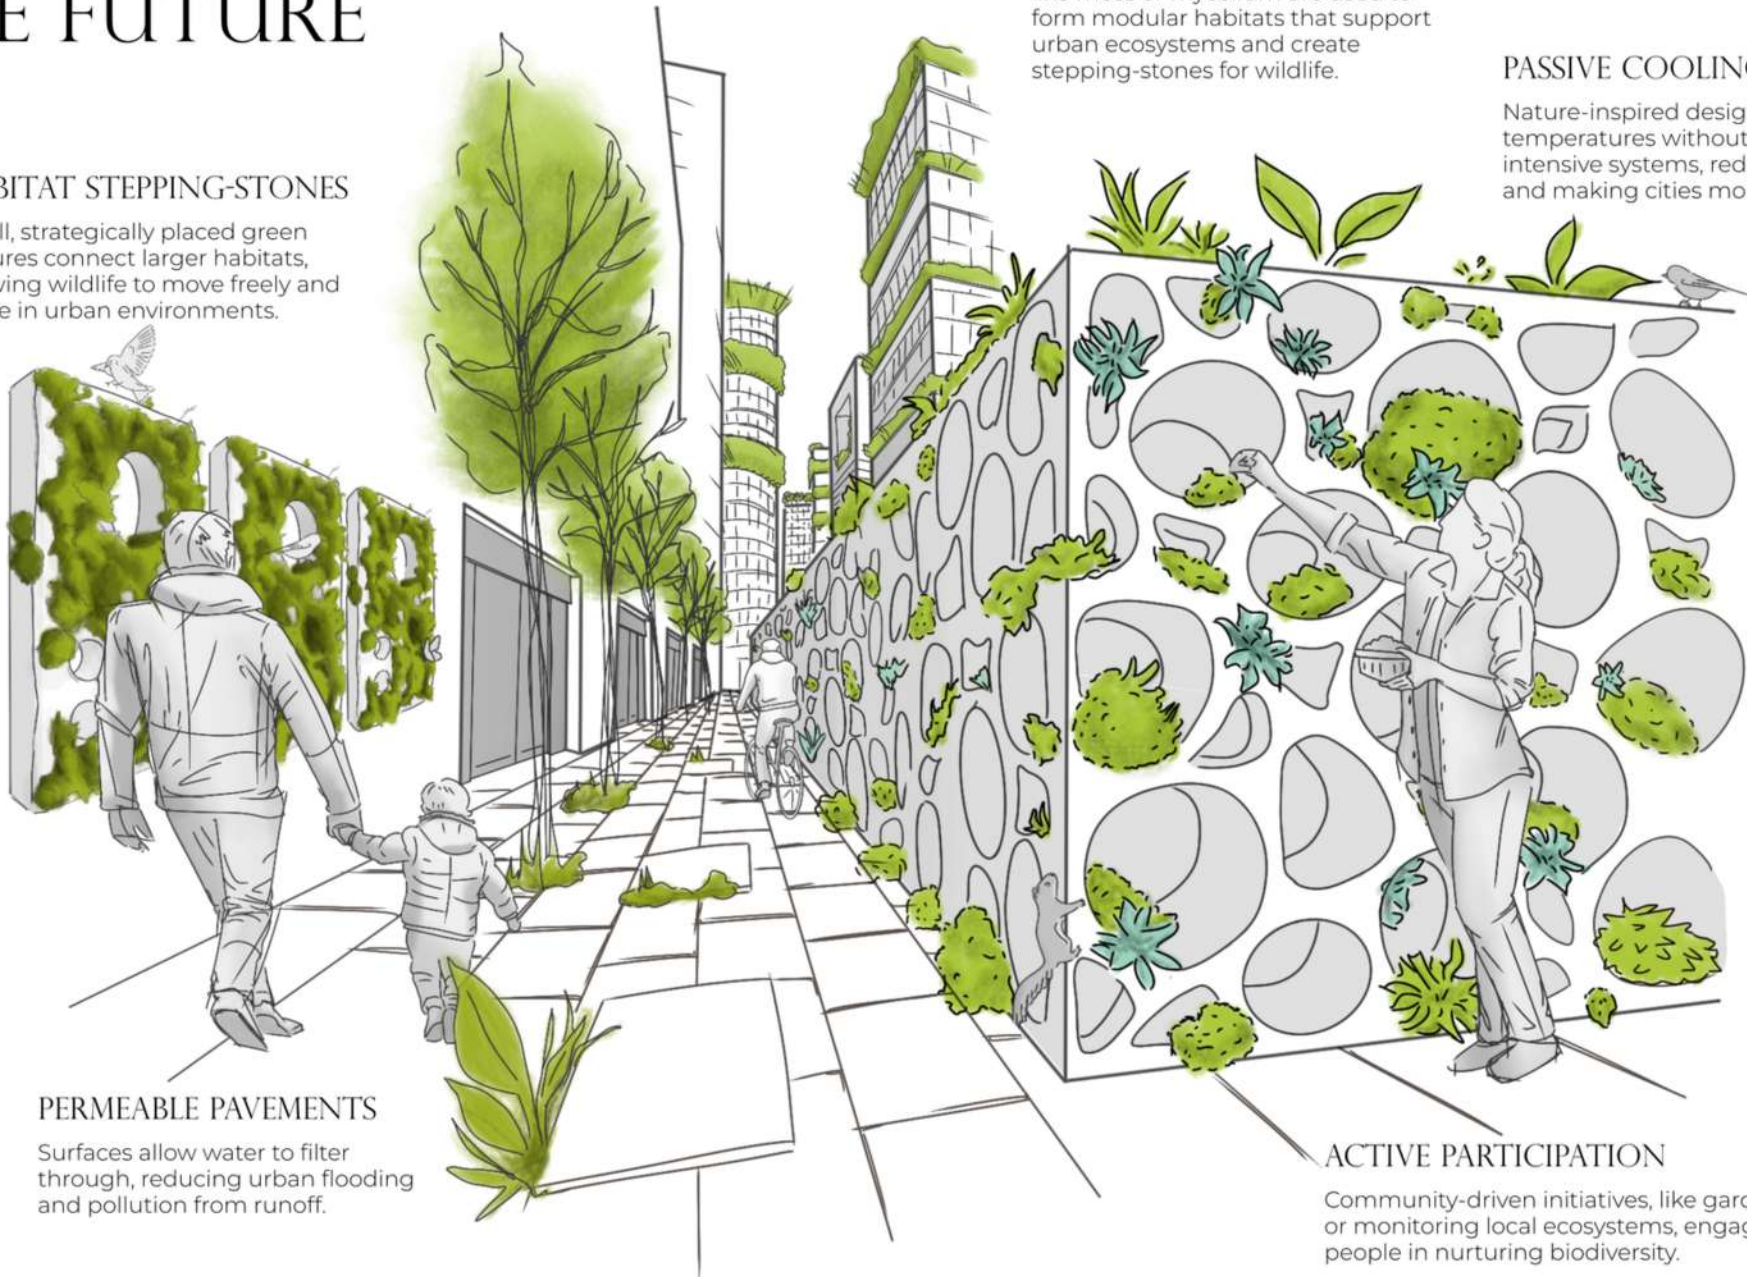 E FUTURE
form modular habitats that support
urban ecosystems and create
stepping-stones for wildlife.
PASSIVE COOLING
Nature-inspired desig
temperatures without
intensive systems, red
and making cities mo
BITAT STEPPING-STONES
ll, strategically placed green
ures connect larger habitats,
wing wildlife to move freely and
e in urban environments.
PERMEABLE PAVEMENTS
Surfaces allow water to filter
through, reducing urban flooding
and pollution from runoff.
ACTIVE PARTICIPATION
Community-driven initiatives, like gard
or monitoring local ecosystems, engag
people in nurturing biodiversity.